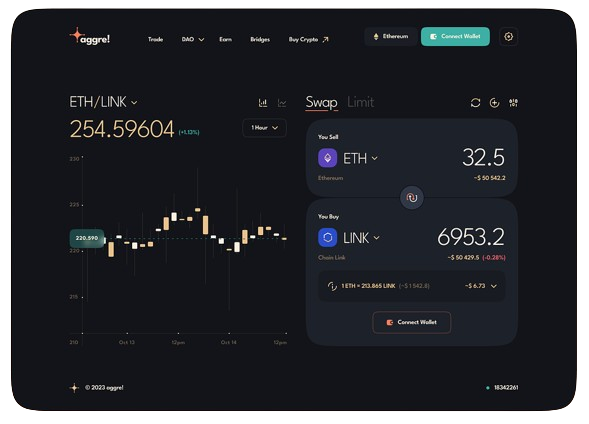 aggre!
Trade
DAO
Earn
Bridges
Buy Crypto
Ethereum
Connect Wallet
ETH/LINK
254.59604 (+1.13%)
1 Hour
230
220.590
220
215
210
Oct 13
12pm
Oct 14
12pm
Swap Limit
You Sell
ETH
32.5
Ethereum
~$ 50 542.2
You Buy
LINK
6953.2
Chain Link
~$ 50 429.5 (-0.28%)
1 ETH = 213.865 LINK (~$ 1 542.8)
~$ 6.73
Connect Wallet
© 2023 aggre!
18342261